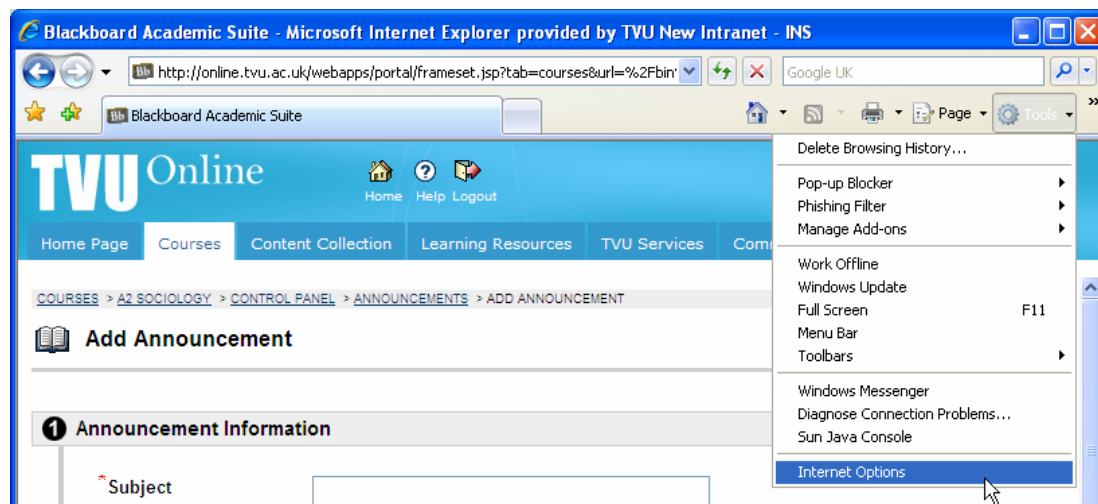 Blackboard Academic Suite - Microsoft Internet Explorer provided by TVU New Intranet - INS
http://online.tvu.ac.uk/webapps/portal/frameset.jsp?tab=courses&url=%2Fbin
Google UK
Blackboard Acad
emic Suite
Page
Tools
»
TVU Online
Home
Help
Logout
Home Page
Courses
Content Collection
Learning Resources
TVU Services
Com
COURSES > A2 SOCIOLOGY > CONTROL PANEL > ANNOUNCEMENTS > ADD ANNOUNCEMENT
Add Announcement
1 Announcement Information
*Subject
Delete Browsing History...
Pop-up Blocker
Phishing Filter
Manage Add-ons
Work Offline
Windows Update
Full Screen F11
Menu Bar
Toolbars
Windows Messenger
Diagnose Connection Problems...
Sun Java Console
Internet Options